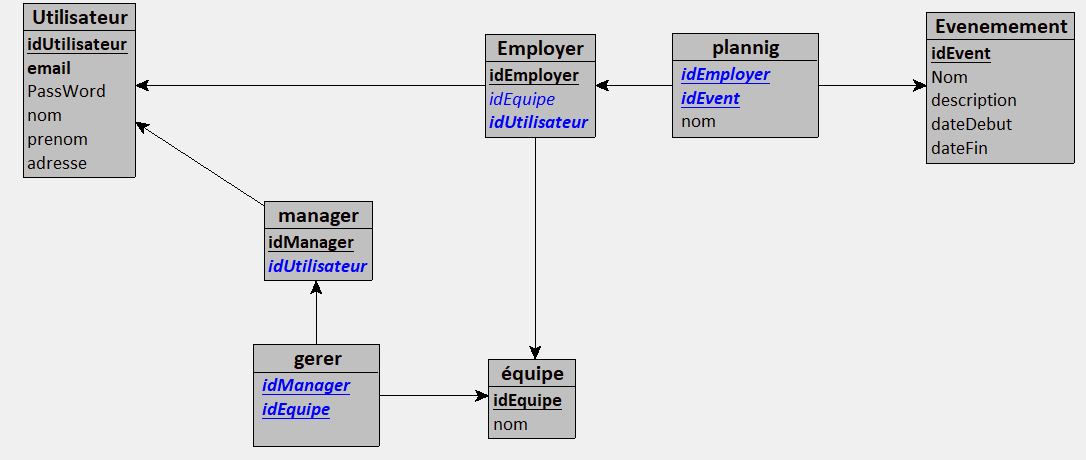 Utilisateur
idUtilisateur
email
PassWord
nom
prenom
adresse
Employer
idEmployer
idEquipe
idUtilisateur
plannig
idEmployer
idEvent
nom
Evenemement
idEvent
Nom
description
dateDebut
dateFin
manager
idManager
idUtilisateur
gerer
idManager
idEquipe
équipe
idEquipe
nom